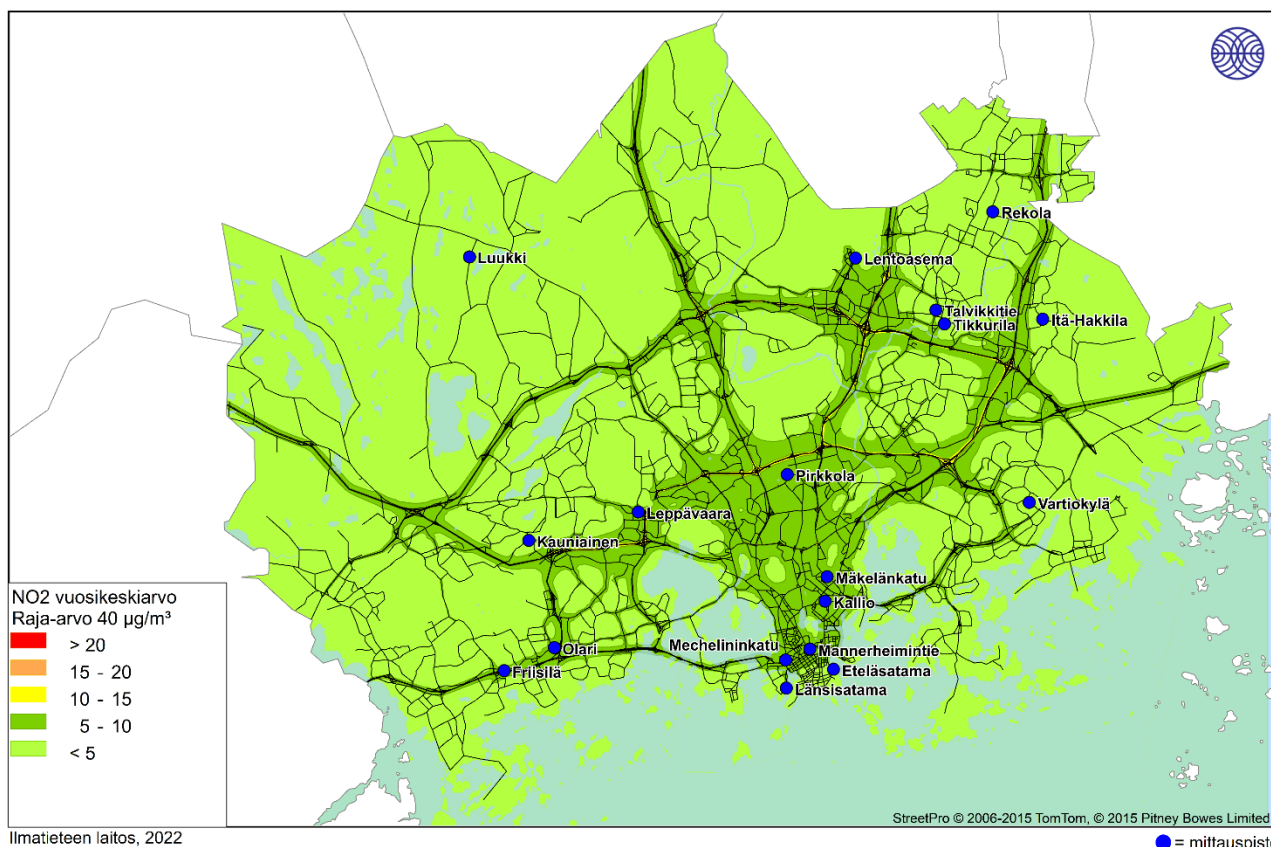 Rekola
Luukki
Lentoasema
Talvikkitie
Tikkurila
Itä-Hakkila
Pirkkola
Vartiokylä
Leppävaara
Kauniainen
Mäkelänkatu
Kallio
Olari
Mechelininkatu
Mannerheimintie
Friisilä
Eteläsatama
Länsisatama
NO2 vuosikeskiarvo
Raja-arvo 40 µg/m³
> 20
15 - 20
10 - 15
5 - 10
< 5
StreetPro © 2006-2015 TomTom, © 2015 Pitney Bowes Limited
Ilmatieteen laitos, 2022
= mittauspiste